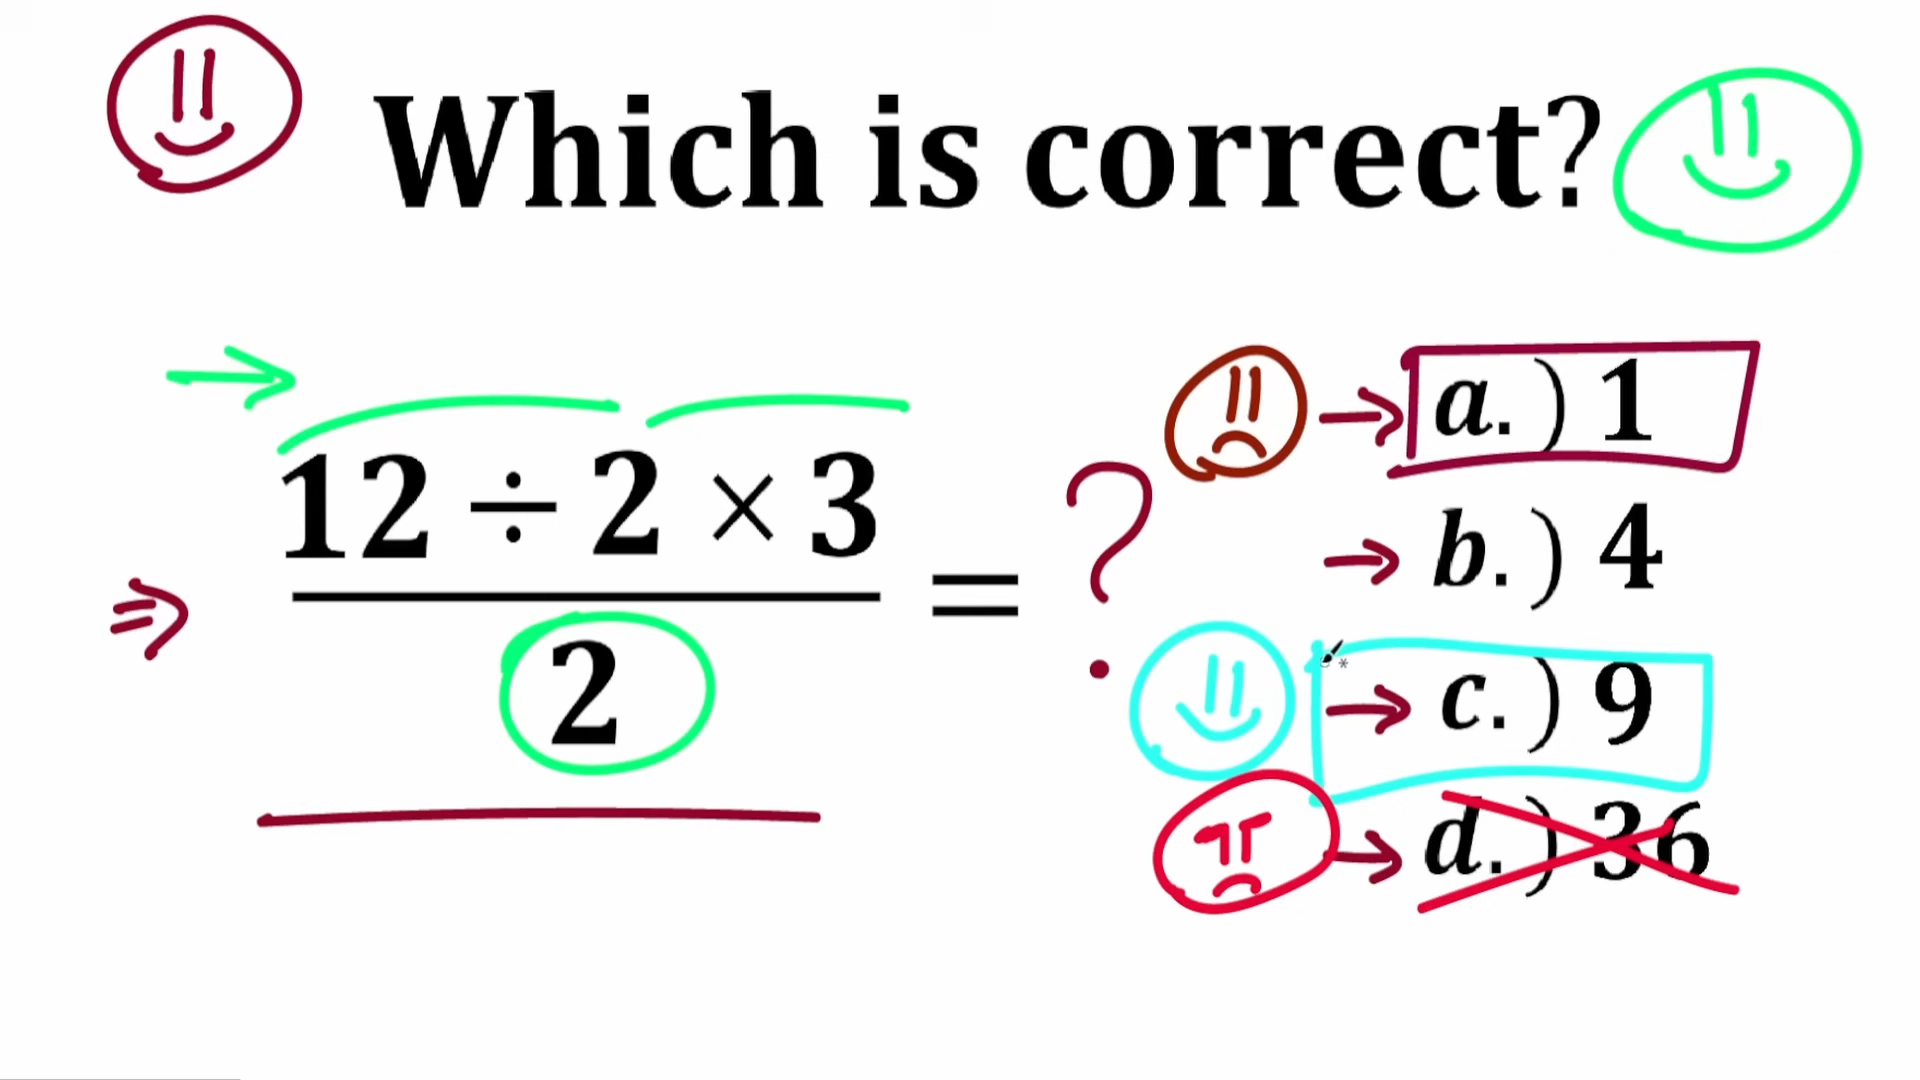 Which is correct?
12 ÷ 2 × 3
2
=
?
a.) 1
b.) 4
c.) 9
d.) 36